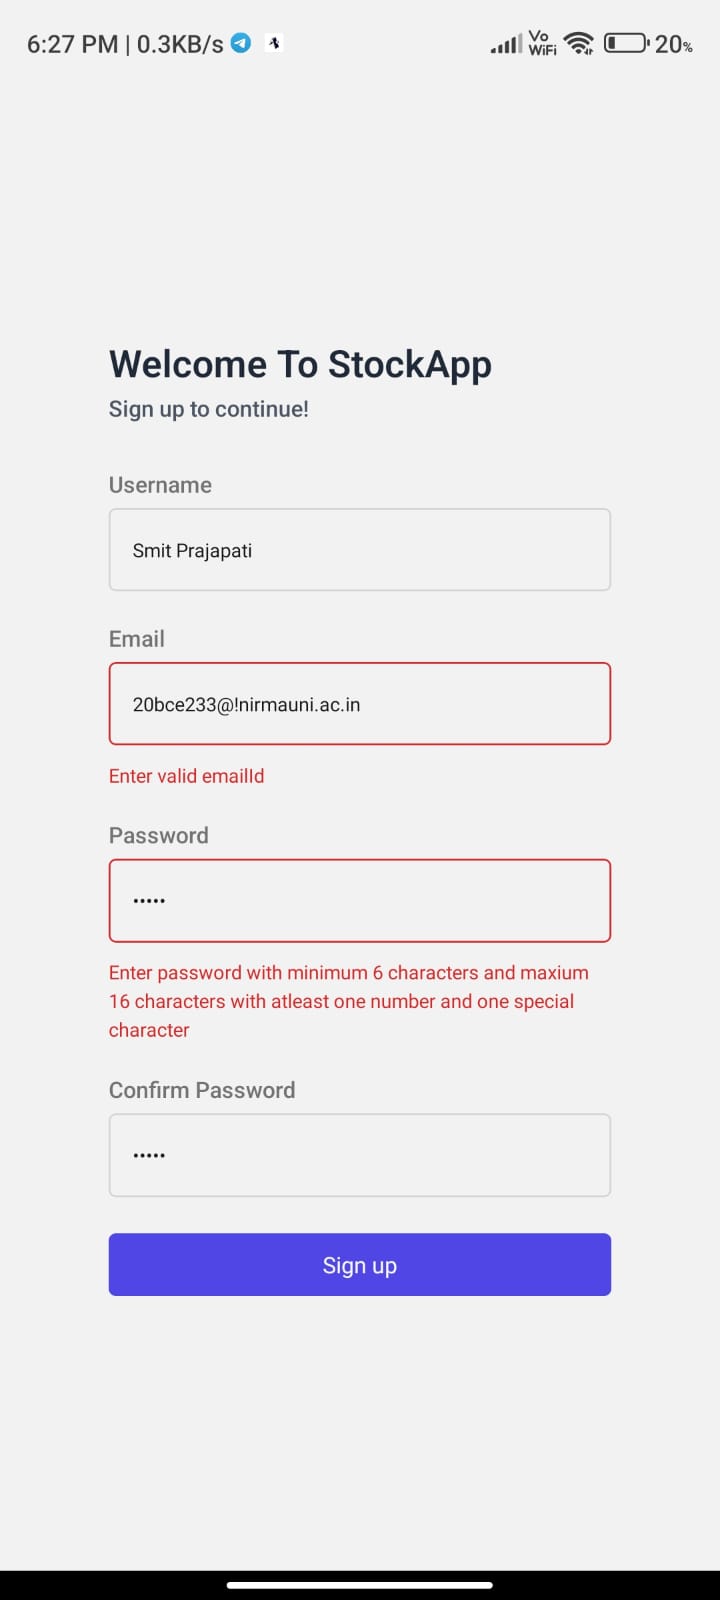 6:27 PM | 0.3KB/s Vo WiFi 20%
Welcome To StockApp
Sign up to continue!
Username
Smit Prajapati
Email
20bce233@!nirmauni.ac.in
Enter valid emailId
Password
•••••
Enter password with minimum 6 characters and maxium
16 characters with atleast one number and one special
character
Confirm Password
•••••
Sign up